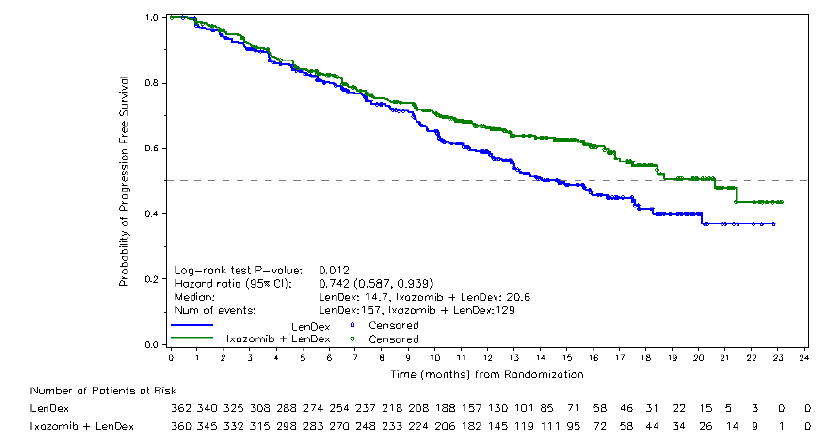 1.0
0.8
0.6
0.4
0.2
0.0
Probability of Progression Free Survival
Log-rank test P-value: 0.012
Hazard ratio (95% CI): 0.742 (0.587, 0.939)
Median: LenDex: 14.7, Ixazomib + LenDex: 20.6
Num of events: LenDex:157, Ixazomib + LenDex:129
LenDex Censored
Ixazomib + LenDex Censored
0 1 2 3 4 5 6 7 8 9 10 11 12 13 14 15 16 17 18 19 20 21 22 23 24
Time (months) from Randomization
Number of Patients at Risk
LenDex 362 340 325 308 288 274 254 237 218 208 188 157 130 101 85 71 58 46 31 22 15 5 3 0 0
Ixazomib + LenDex 360 345 332 315 298 283 270 248 233 224 206 182 145 119 111 95 72 58 44 34 26 14 9 1 0